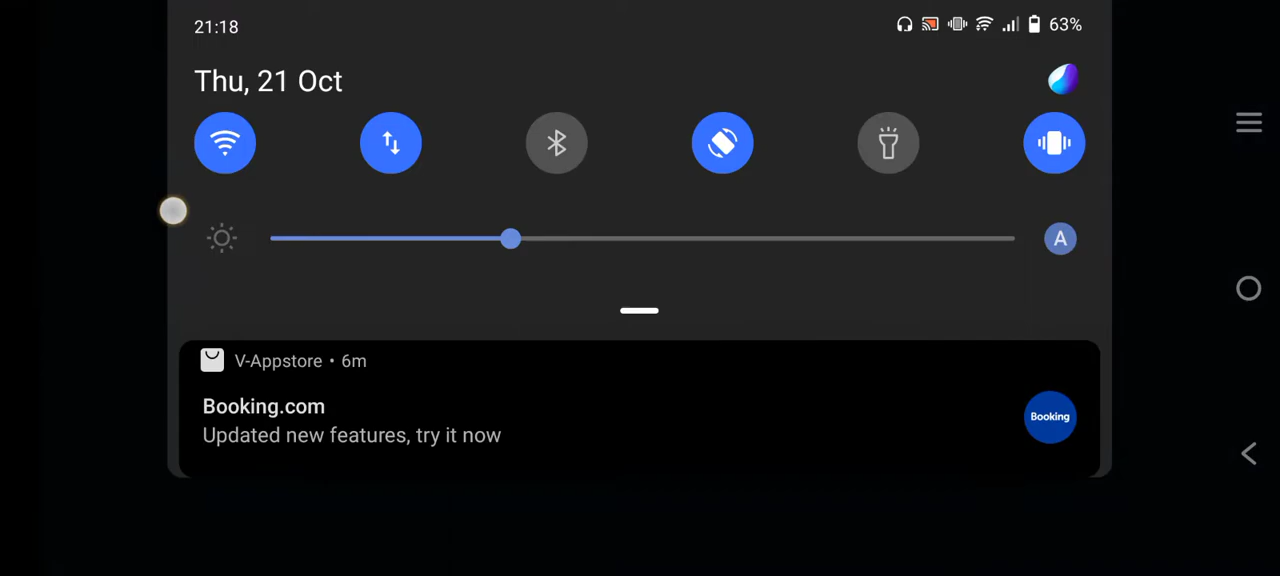 21:18
63%
Thu, 21 Oct
A
V-Appstore • 6m
Booking.com
Updated new features, try it now
Booking